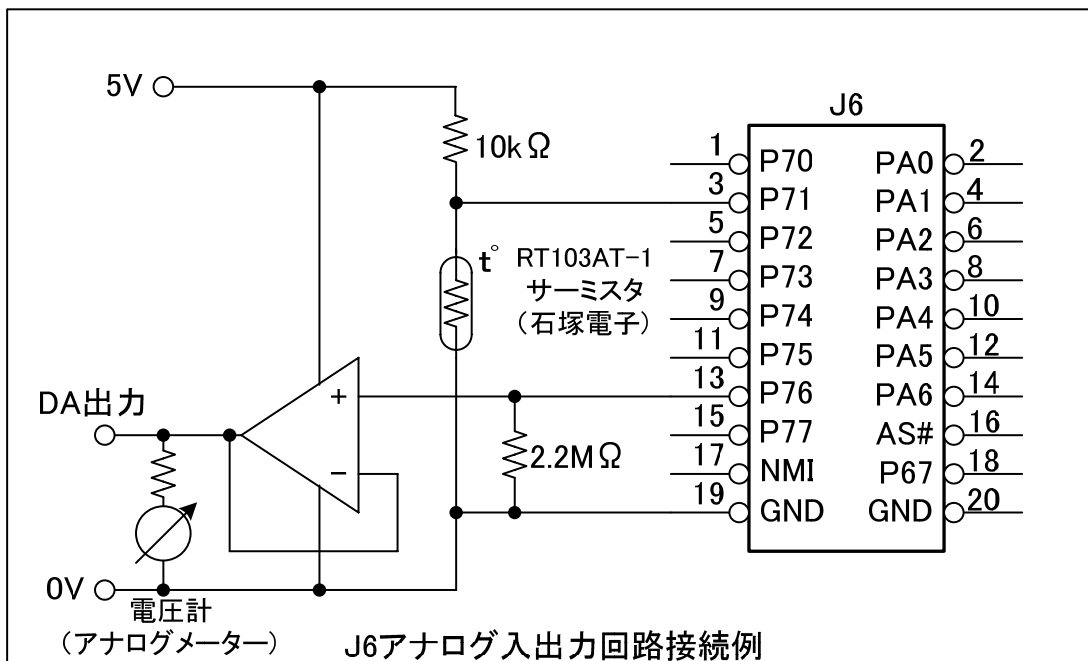 5V
10kΩ
t° RT103AT-1
サーミスタ
(石塚電子)
+
-
2.2MΩ
DA出力
0V
電圧計
(アナログメーター)
J6
1 P70 PA0 2
3 P71 PA1 4
5 P72 PA2 6
7 P73 PA3 8
9 P74 PA4 10
11 P75 PA5 12
13 P76 PA6 14
15 P77 AS# 16
17 NMI P67 18
19 GND GND 20
J6アナログ入出力回路接続例